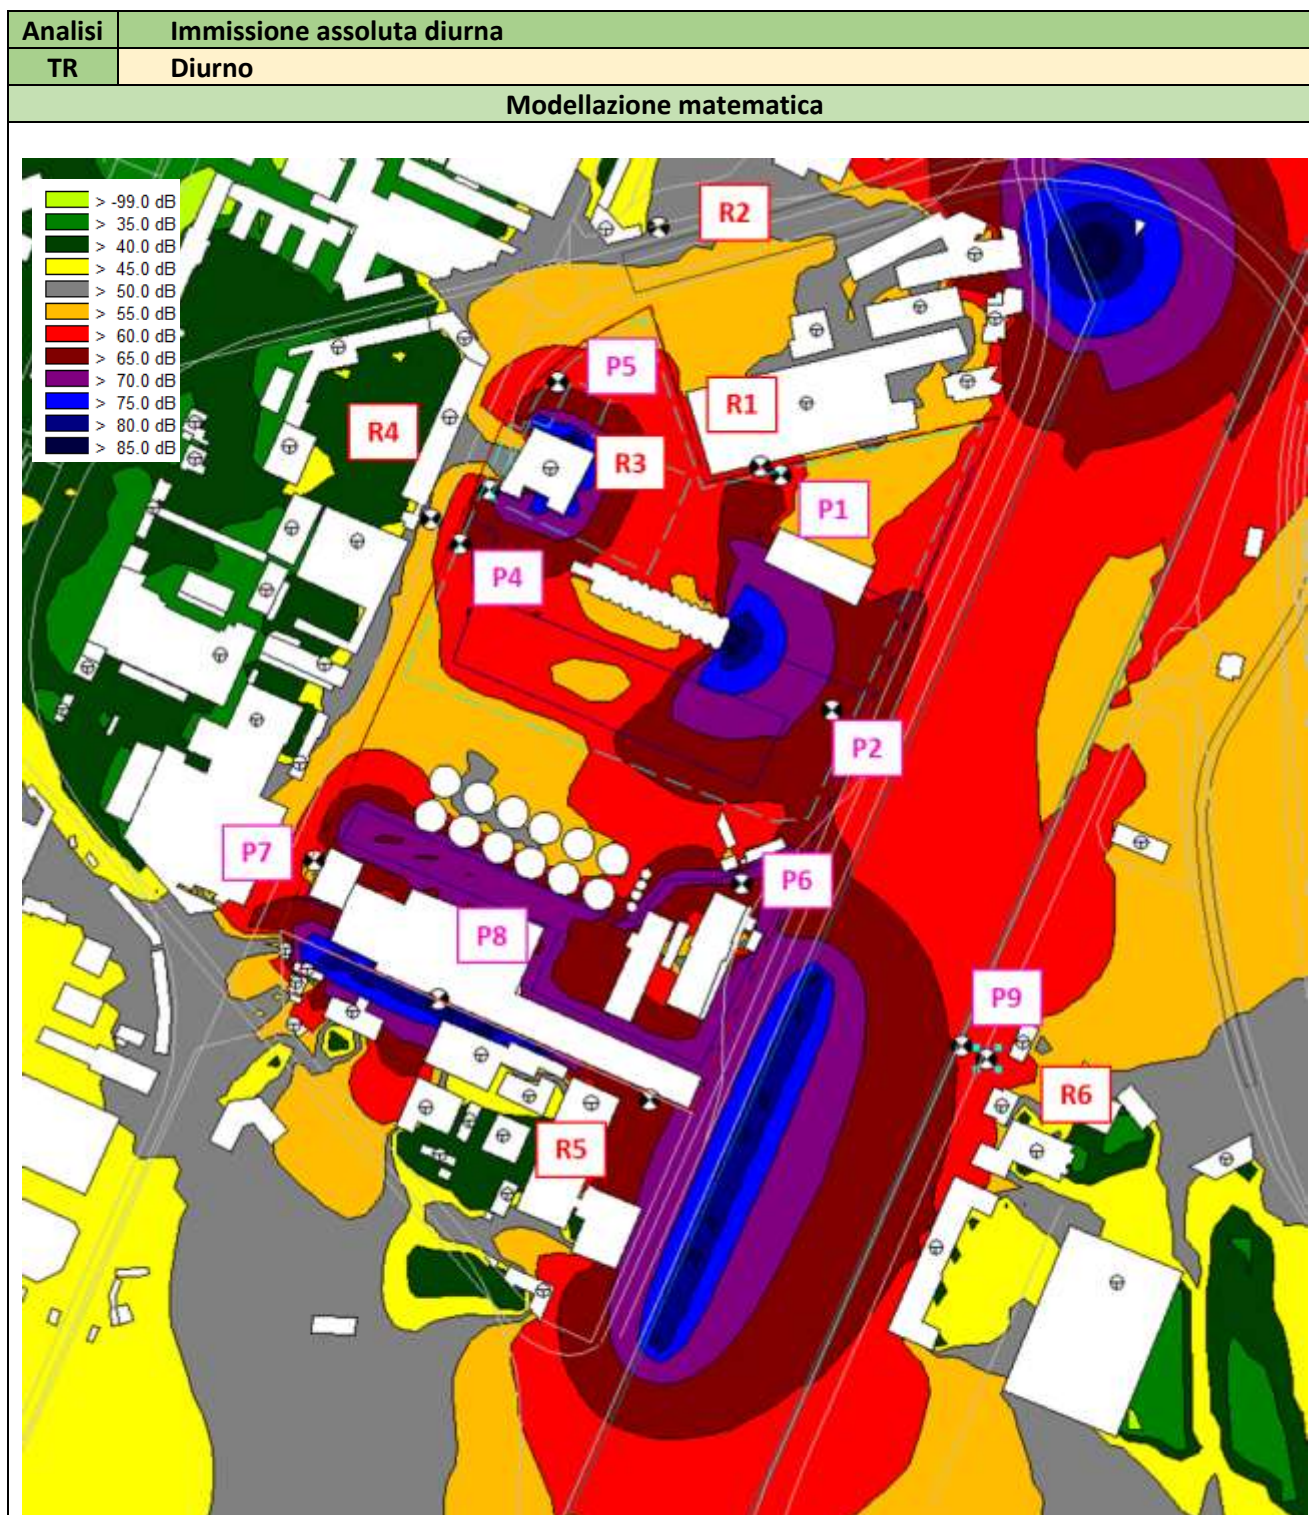 Analisi Immissione assoluta diurna
TR Diurno
Modellazione matematica
> -99.0 dB
> 35.0 dB
> 40.0 dB
> 45.0 dB
> 50.0 dB
> 55.0 dB
> 60.0 dB
> 65.0 dB
> 70.0 dB
> 75.0 dB
> 80.0 dB
> 85.0 dB
R2
P5
R1
R4
R3
P1
P4
P2
P7
P6
P8
P9
R6
R5